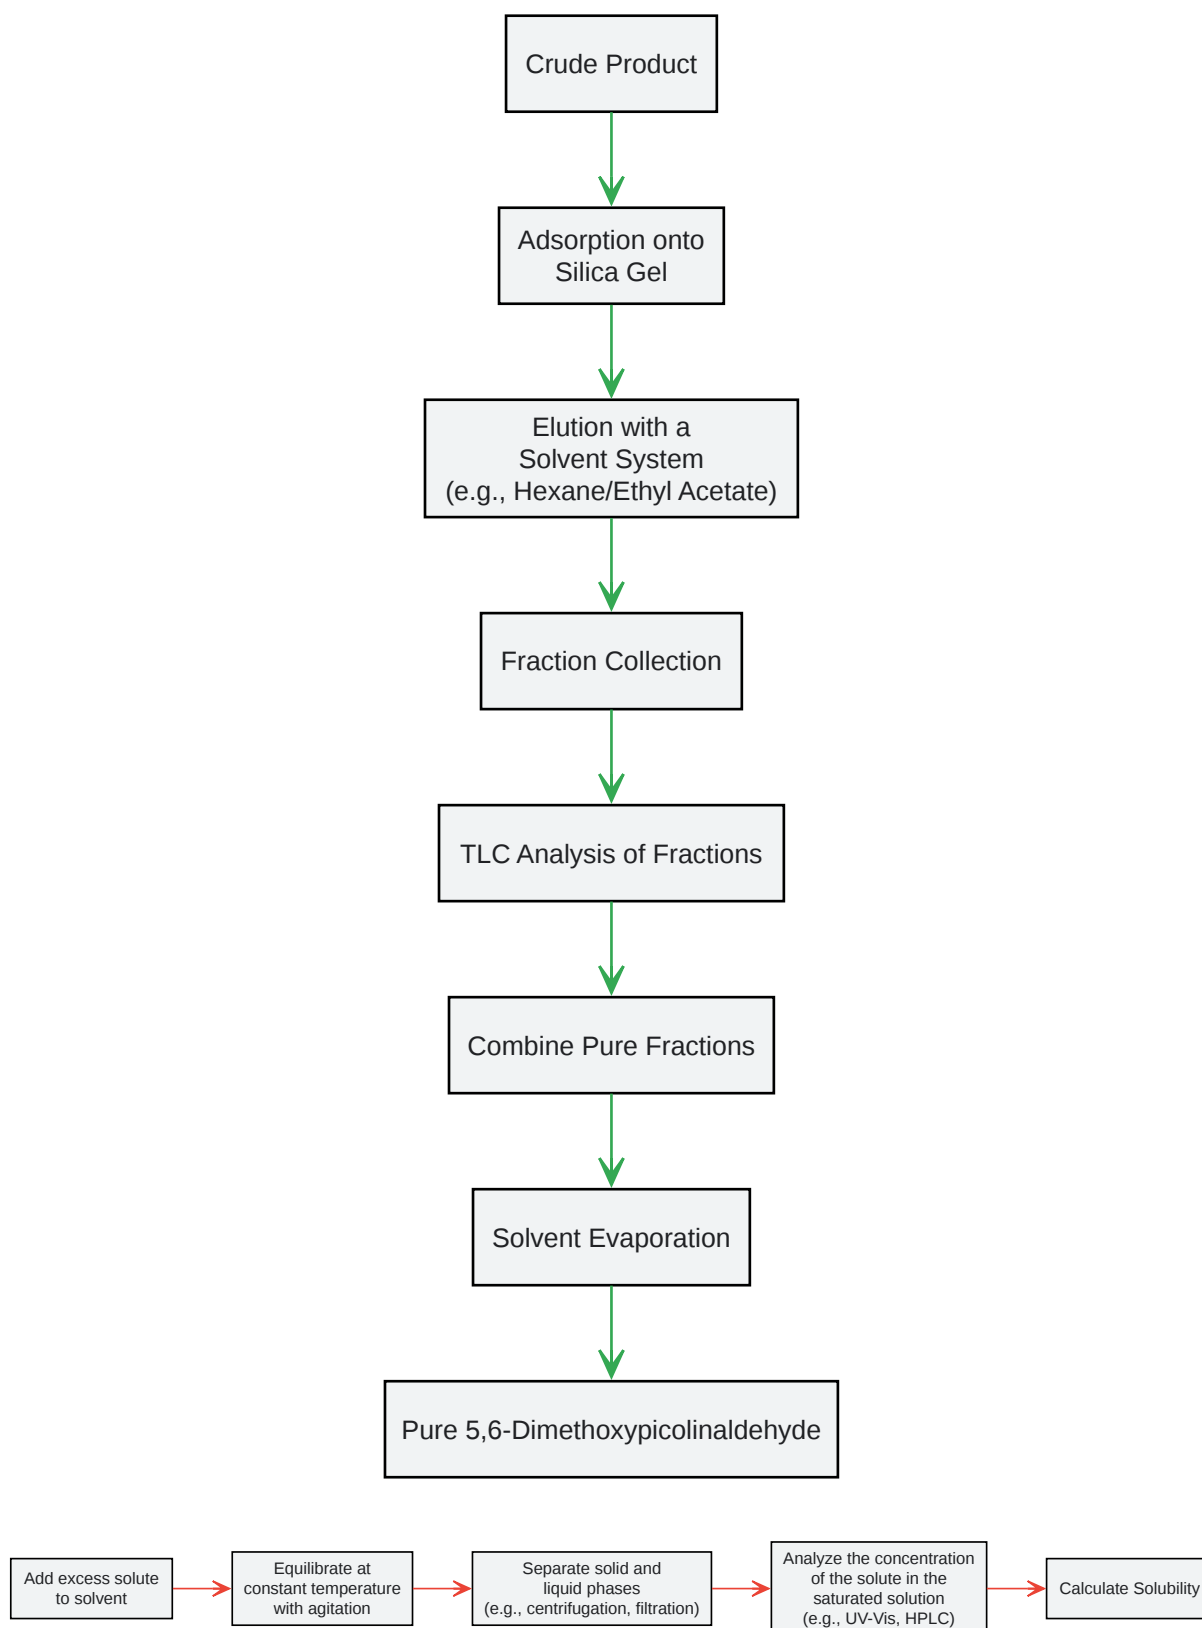 Crude Product
Adsorption onto
Silica Gel
Elution with a
Solvent System
(e.g., Hexane/Ethyl Acetate)
Fraction Collection
TLC Analysis of Fractions
Combine Pure Fractions
Solvent Evaporation
Pure 5,6-Dimethoxypicolinaldehyde
Add excess solute
to solvent
Equilibrate at
constant temperature
with agitation
Separate solid and
liquid phases
(e.g., centrifugation, filtration)
Analyze the concentration
of the solute in the
saturated solution
(e.g., UV-Vis, HPLC)
Calculate Solubility